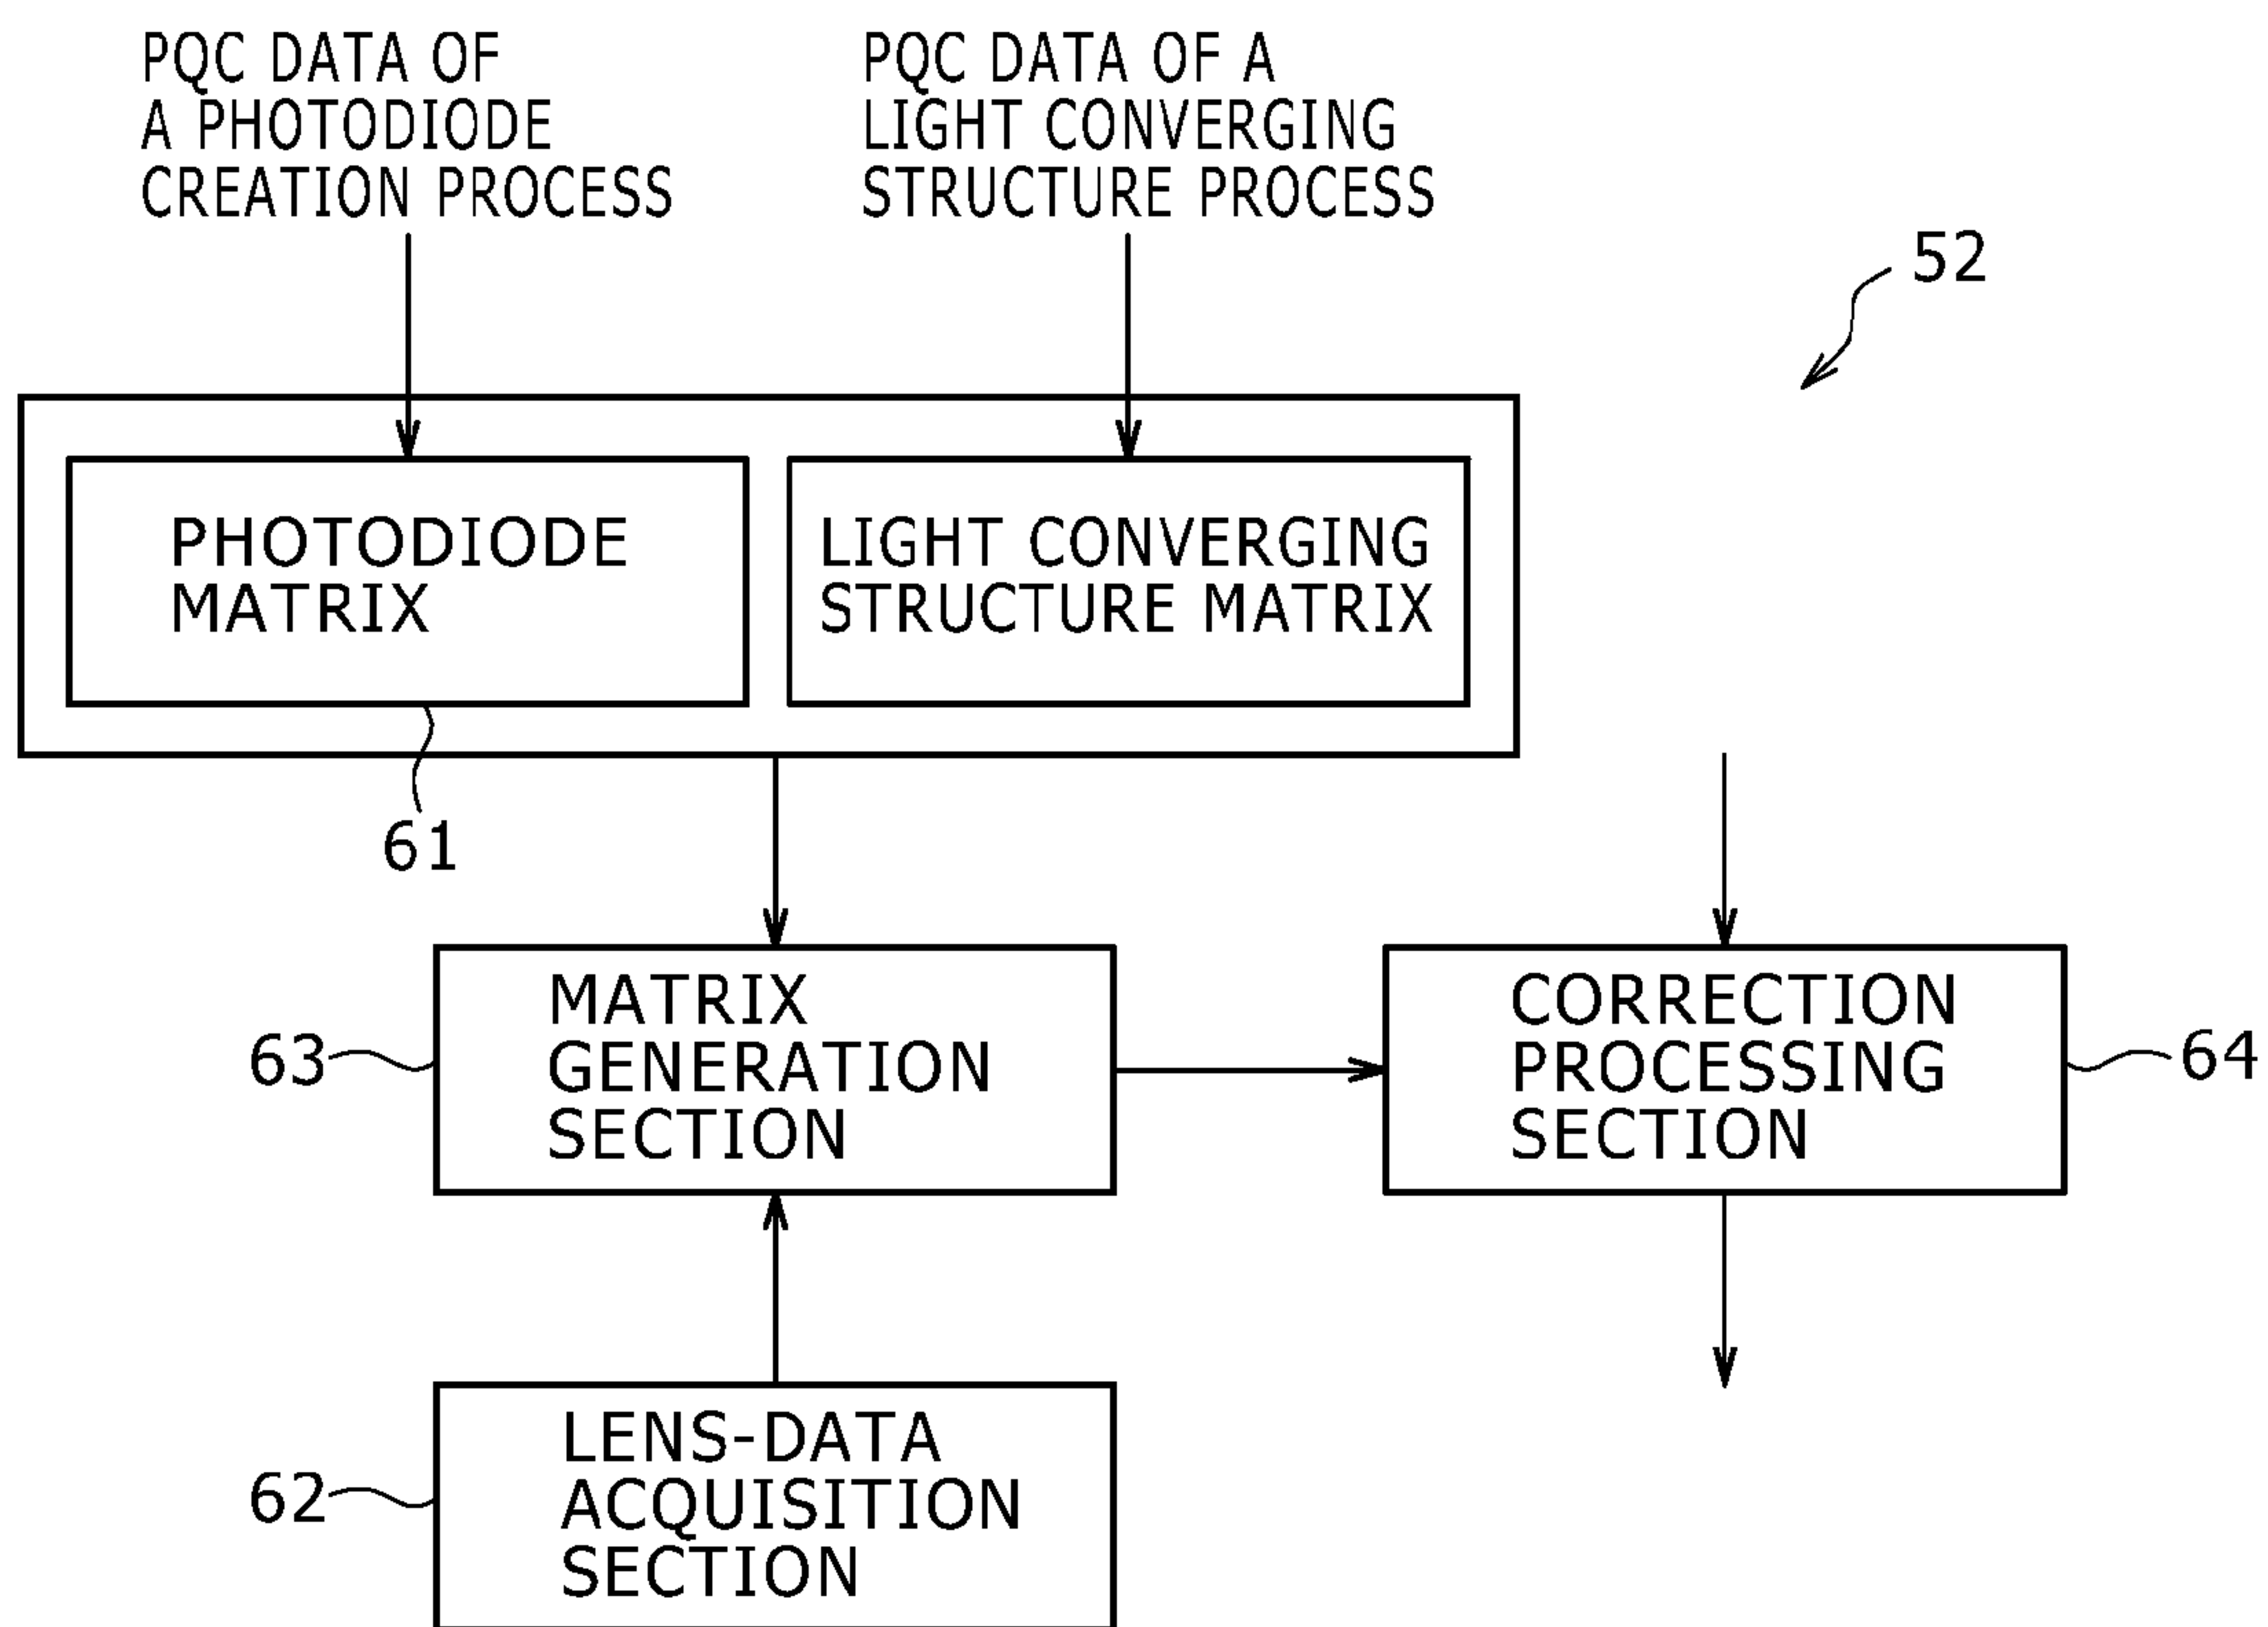 PQC DATA OF
A PHOTODIODE
CREATION PROCESS
PQC DATA OF A
LIGHT CONVERGING
STRUCTURE PROCESS
52
PHOTODIODE
MATRIX
LIGHT CONVERGING
STRUCTURE MATRIX
61
63
MATRIX
GENERATION
SECTION
CORRECTION
PROCESSING
SECTION
64
62
LENS-DATA
ACQUISITION
SECTION